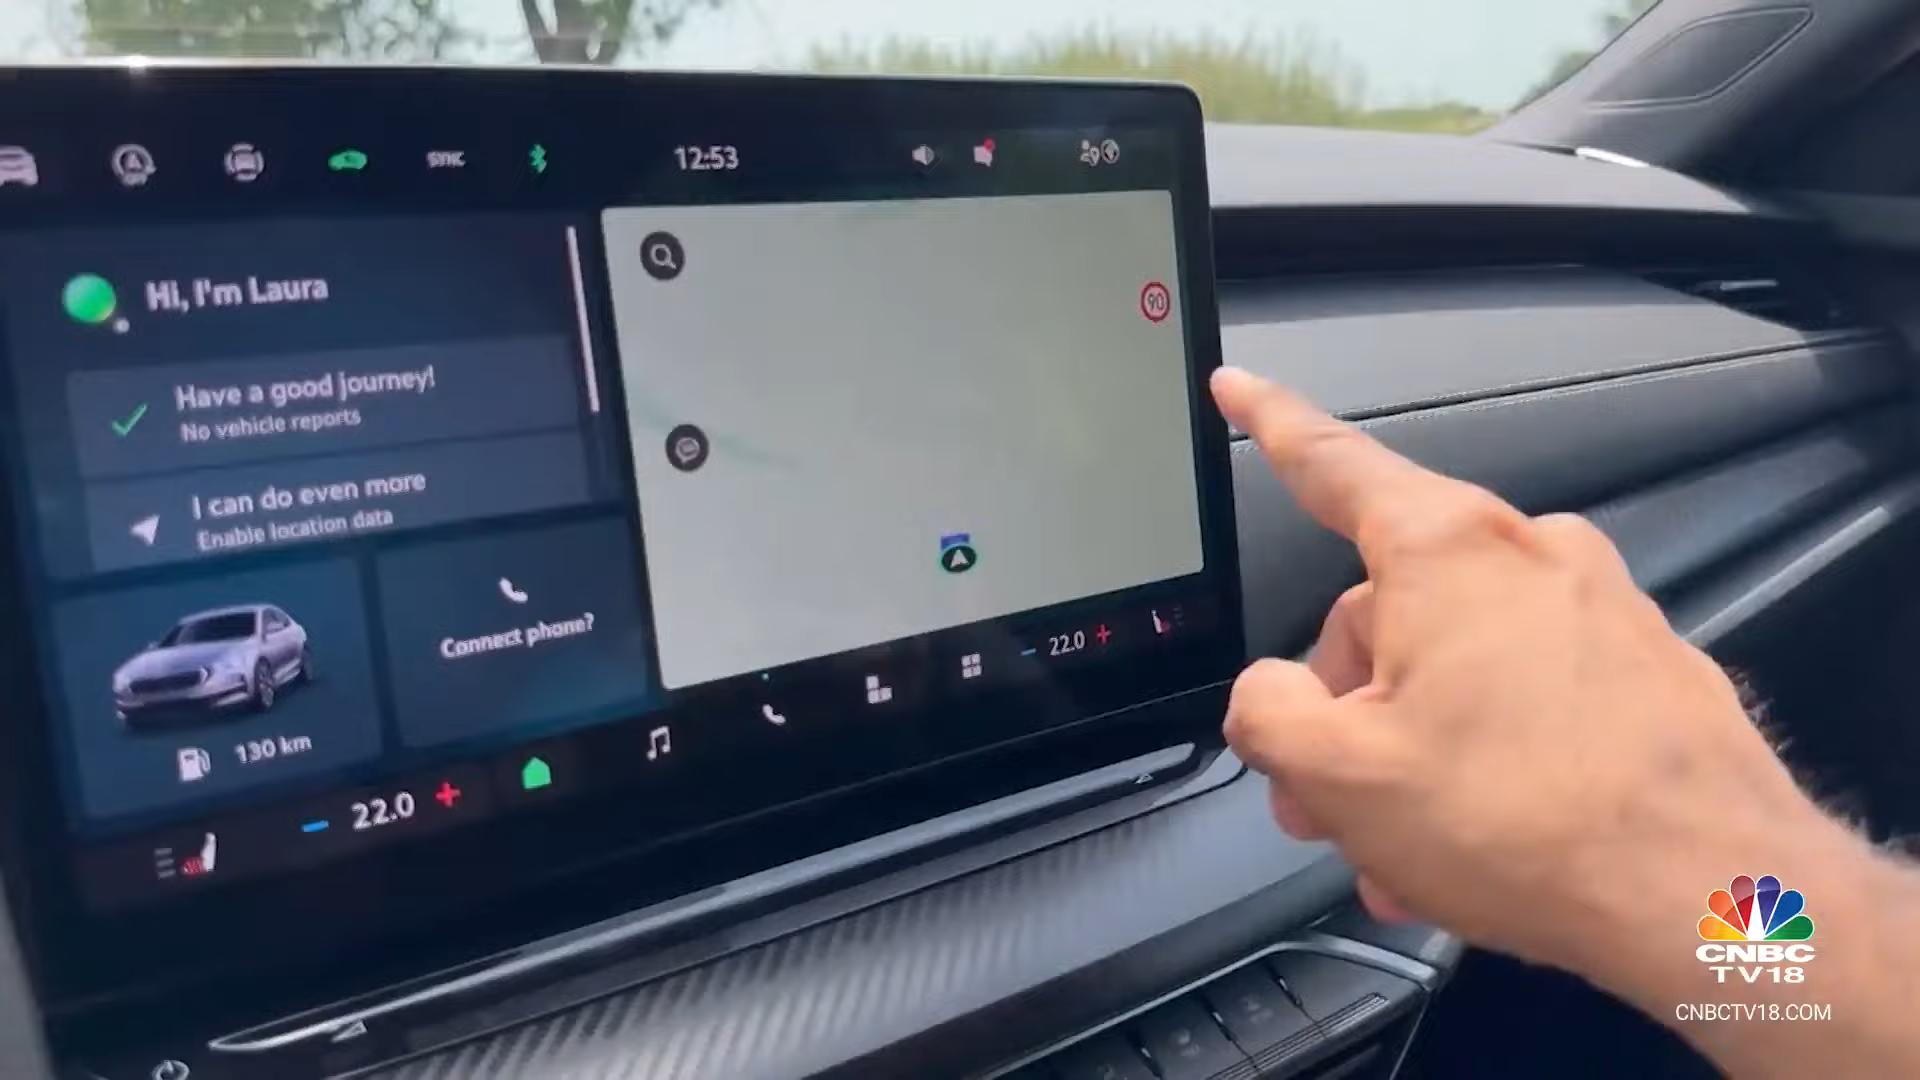 SYNC
12:53
Hi, I'm Laura
90
Have a good journey!
No vehicle reports
I can do even more
Enable location data
Connect phone?
130 km
22.0
22.0
CNBC
TV18
CNBCTV18.COM